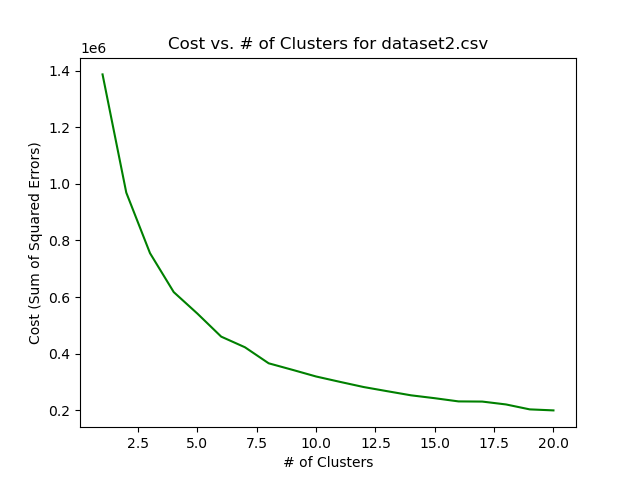 Cost vs. # of Clusters for dataset2.csv
1e6
1.4
1.2
1.0
0.8
0.6
0.4
0.2
Cost (Sum of Squared Errors)
2.5 5.0 7.5 10.0 12.5 15.0 17.5 20.0
# of Clusters